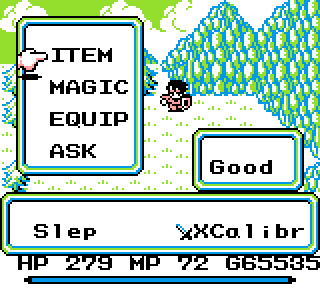 ITEM
MAGIC
EQUIP
ASK
Good
Slep XCalibr
HP 279 MP 72 G65535